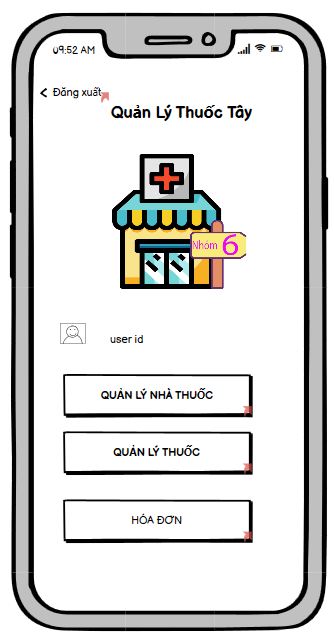 09:52 AM
Đăng xuất
Quản Lý Thuốc Tây
Nhóm 6
user id
QUẢN LÝ NHÀ THUỐC
QUẢN LÝ THUỐC
HÓA ĐƠN